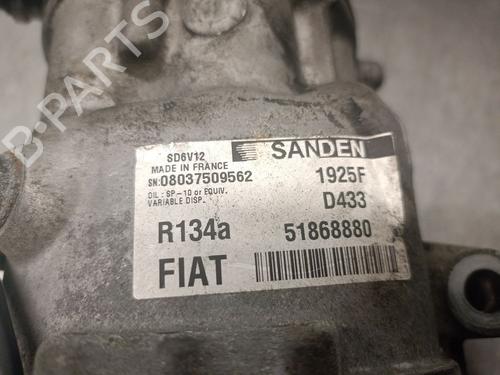 B-PARTS
SD6V12
SANDEN
MADE IN FRANCE
SN:08037509562
1925F
OIL : SP-10 or EQUIV.
VARIABLE DISP.
D433
R134a
51868880
FIAT